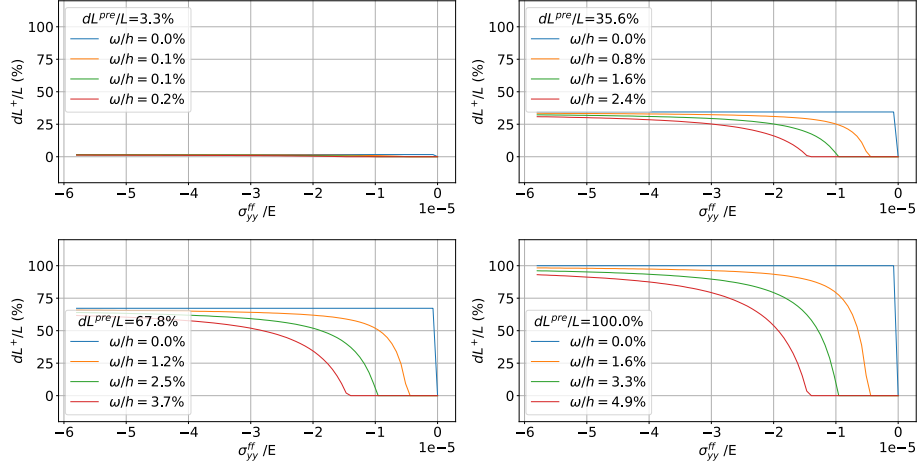 dL^pre/L=3.3%
ω/h = 0.0%
ω/h = 0.1%
ω/h = 0.1%
ω/h = 0.2%
dL⁺/L (%)
100
75
50
25
0
−6 −5 −4 −3 −2 −1 0
1e−5
σ_yy^ff /E
dL^pre/L=35.6%
ω/h = 0.0%
ω/h = 0.8%
ω/h = 1.6%
ω/h = 2.4%
dL⁺/L (%)
100
75
50
25
0
−6 −5 −4 −3 −2 −1 0
1e−5
σ_yy^ff /E
dL^pre/L=67.8%
ω/h = 0.0%
ω/h = 1.2%
ω/h = 2.5%
ω/h = 3.7%
dL⁺/L (%)
100
75
50
25
0
−6 −5 −4 −3 −2 −1 0
1e−5
σ_yy^ff /E
dL^pre/L=100.0%
ω/h = 0.0%
ω/h = 1.6%
ω/h = 3.3%
ω/h = 4.9%
dL⁺/L (%)
100
75
50
25
0
−6 −5 −4 −3 −2 −1 0
1e−5
σ_yy^ff /E